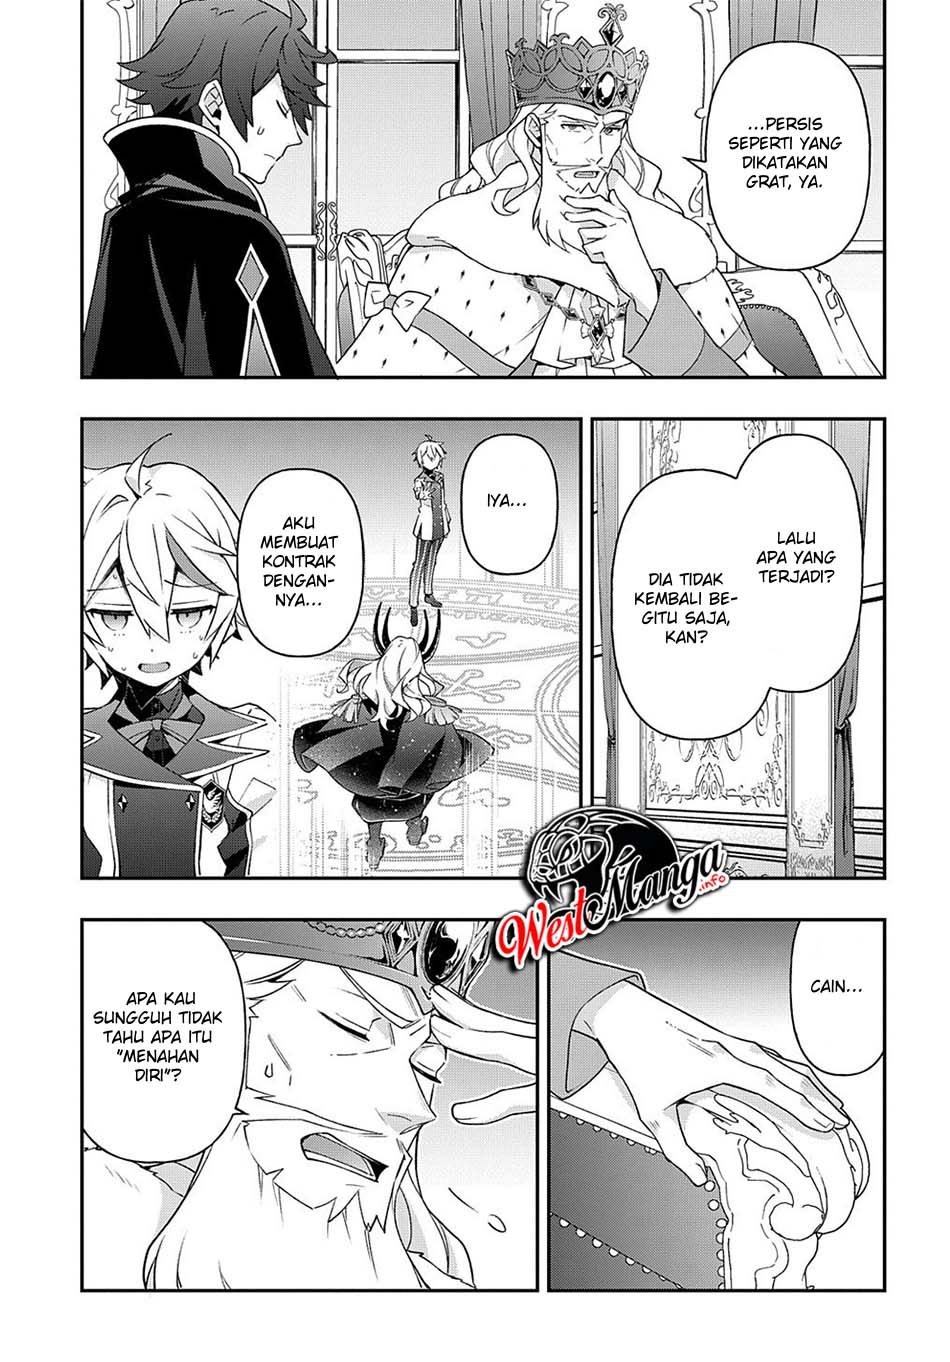 ...PERSIS
SEPERTI YANG
DIKATAKAN
GRAT, YA.
LALU
APA YANG
TERJADI?
DIA TIDAK
KEMBALI BE-
GITU SAJA,
KAN?
IYA...
AKU
MEMBUAT
KONTRAK
DENGAN-
NYA...
WestManga
.info
CAIN...
APA KAU
SUNGGUH TIDAK
TAHU APA ITU
"MENAHAN
DIRI"?